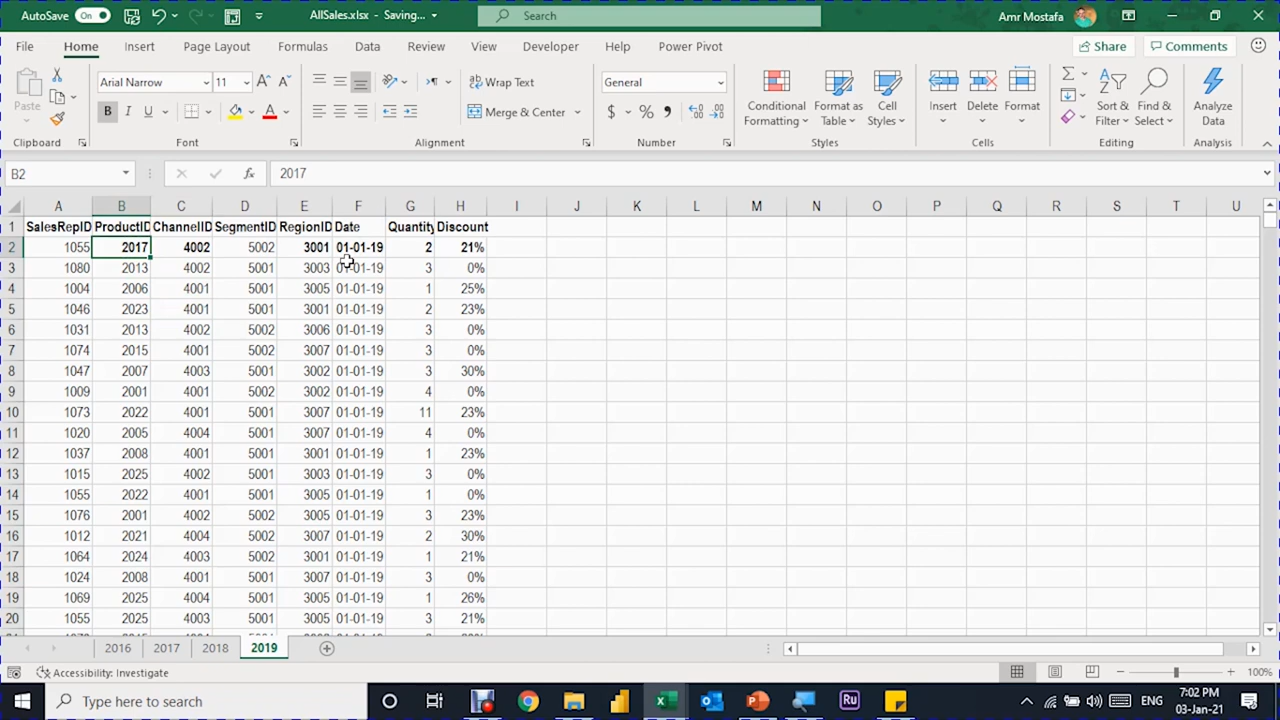 AutoSave On AllSales.xlsx - Saving... Search Amr Mostafa
File Home Insert Page Layout Formulas Data Review View Developer Help Power Pivot Share Comments
Paste Arial Narrow 11 A A ab Wrap Text General Conditional Formatting Format as Table Cell Styles Insert Delete Format Sort & Filter Find & Select Analyze Data
B I U A Merge & Center $ % 9
Clipboard Font Alignment Number Styles Cells Editing Analysis
B2 fx 2017
A B C D E F G H I J K L M N O P Q R S T U
1 SalesRepID ProductID ChannelID SegmentID RegionID Date Quantity Discount
2 1055 2017 4002 5002 3001 01-01-19 2 21%
3 1080 2013 4002 5001 3003 01-01-19 3 0%
4 1004 2006 4001 5001 3005 01-01-19 1 25%
5 1046 2023 4001 5001 3001 01-01-19 2 23%
6 1031 2013 4002 5002 3006 01-01-19 3 0%
7 1074 2015 4001 5002 3007 01-01-19 3 0%
8 1047 2007 4003 5001 3002 01-01-19 3 30%
9 1009 2001 4001 5002 3002 01-01-19 4 0%
10 1073 2022 4001 5001 3007 01-01-19 11 23%
11 1020 2005 4004 5001 3007 01-01-19 4 0%
12 1037 2008 4001 5001 3001 01-01-19 1 23%
13 1015 2025 4002 5001 3003 01-01-19 3 0%
14 1055 2022 4001 5001 3005 01-01-19 1 0%
15 1076 2001 4002 5002 3005 01-01-19 3 23%
16 1012 2021 4004 5002 3007 01-01-19 2 30%
17 1064 2024 4003 5002 3001 01-01-19 1 21%
18 1024 2008 4001 5001 3007 01-01-19 3 0%
19 1069 2025 4004 5001 3005 01-01-19 1 26%
20 1055 2025 4003 5001 3005 01-01-19 3 21%
2016 2017 2018 2019
Accessibility: Investigate 100%
Type here to search Ru ENG 7:02 PM
03-Jan-21